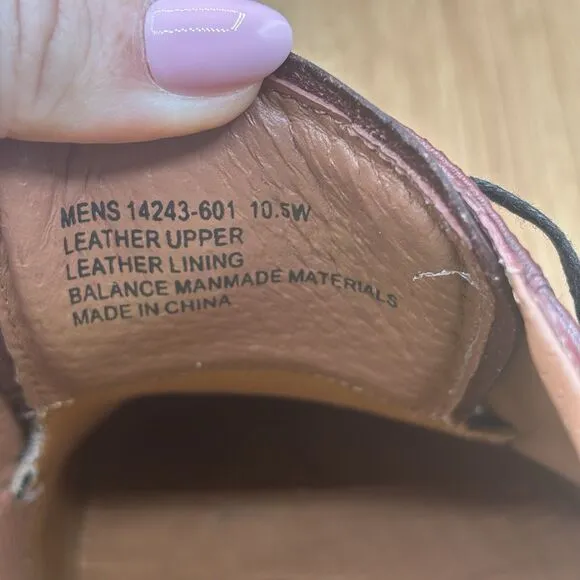 MENS 14243-601 10.5W
LEATHER UPPER
LEATHER LINING
BALANCE MANMADE MATERIALS
MADE IN CHINA